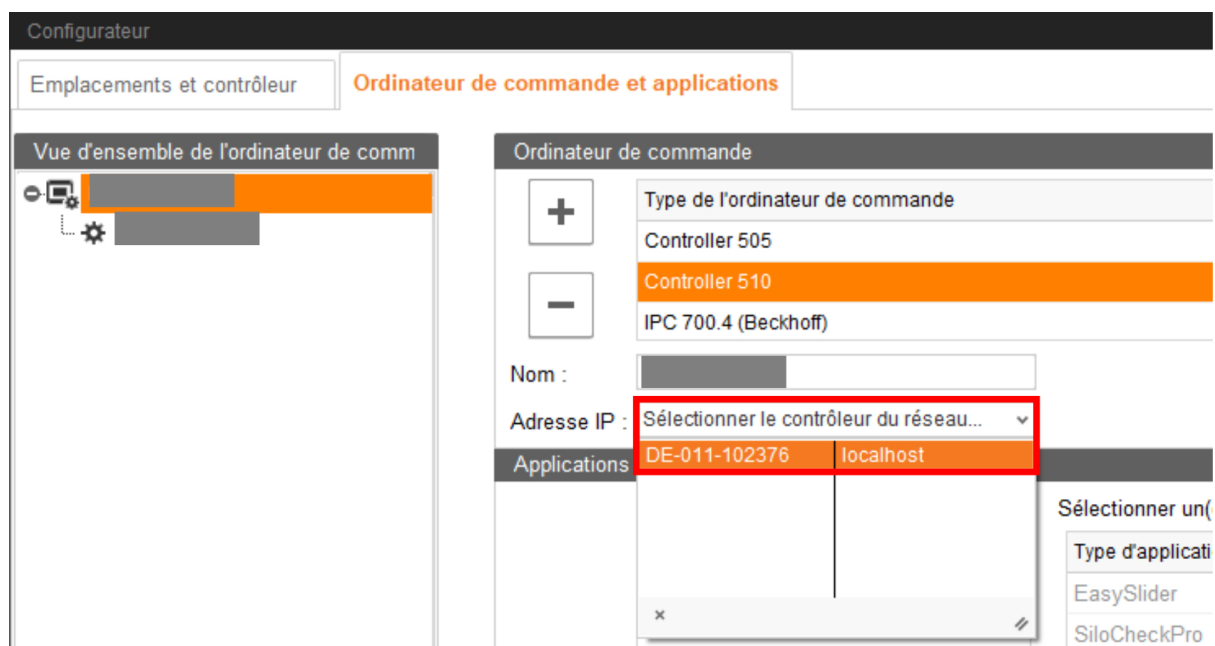 Configurateur
Emplacements et contrôleur
Ordinateur de commande et applications
Vue d'ensemble de l'ordinateur de comm
Ordinateur de commande
Type de l'ordinateur de commande
Controller 505
Controller 510
IPC 700.4 (Beckhoff)
Nom :
Adresse IP :
Sélectionner le contrôleur du réseau...
DE-011-102376
localhost
Applications
Sélectionner un(
Type d'applicati
EasySlider
SiloCheckPro